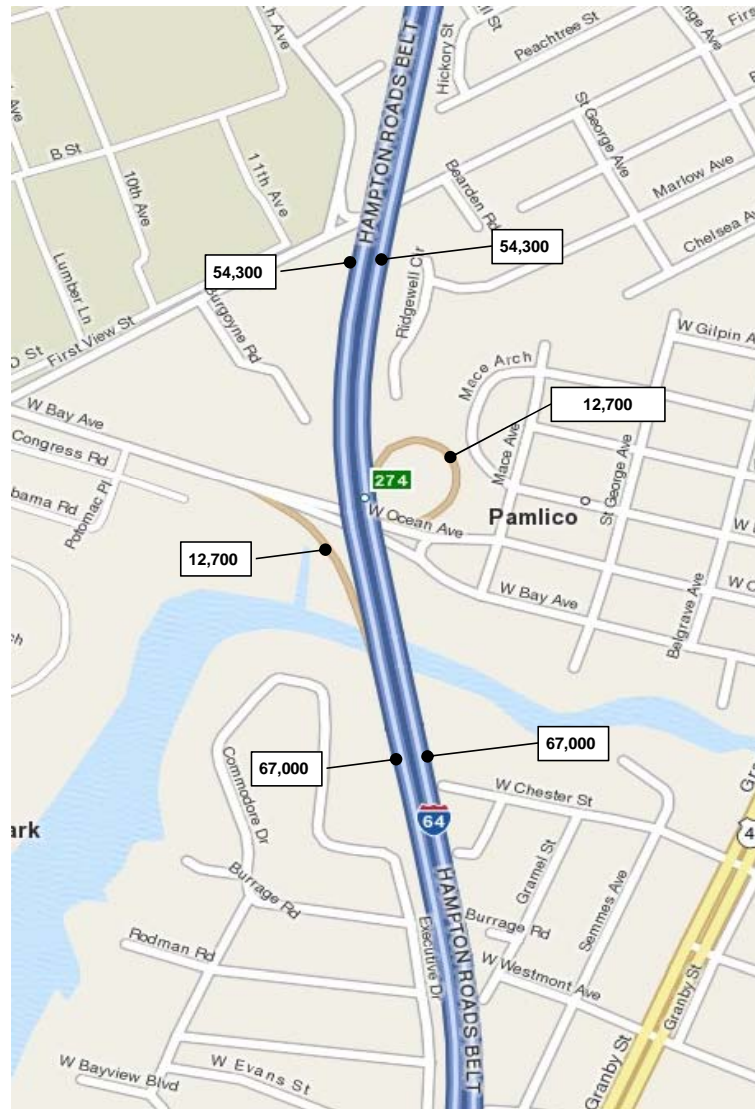 HAMPTON ROADS BELT
Hickory St
Peachtree St
St George Ave
B St
10th Ave
11th Ave
Bearden Rd
Marlow Ave
Chelsea
54,300
54,300
Lumber Ln
First View St
Burgoyne Rd
Ridgewell Cir
W Gilpin
Mace Arch
12,700
W Bay Ave
Congress Rd
Potomac Pl
274
Mace Ave
St George Ave
W Ocean Ave
Pamlico
12,700
W Bay Ave
Belgrave Ave
67,000
67,000
Commodore Dr
W Chester St
64
Gramel St
Semmes Ave
Burrage Rd
HAMPTON ROADS BELT
Executive Dr
Burrage Rd
Rodman Rd
W Westmont Ave
Granby St
Granby St
W Bayview Blvd
W Evans St